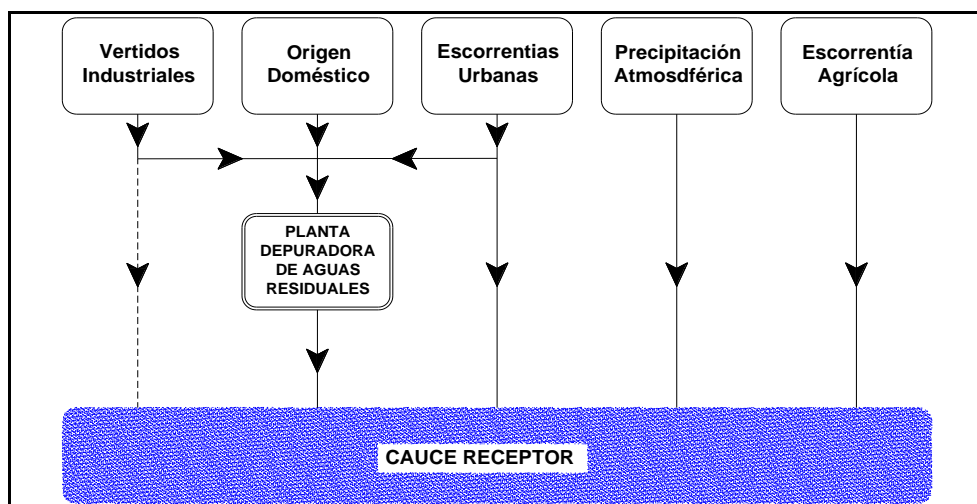 Vertidos
Industriales
Origen
Doméstico
Escorrentias
Urbanas
Precipitación
Atmosdférica
Escorrentía
Agrícola
PLANTA
DEPURADORA
DE AGUAS
RESIDUALES
CAUCE RECEPTOR